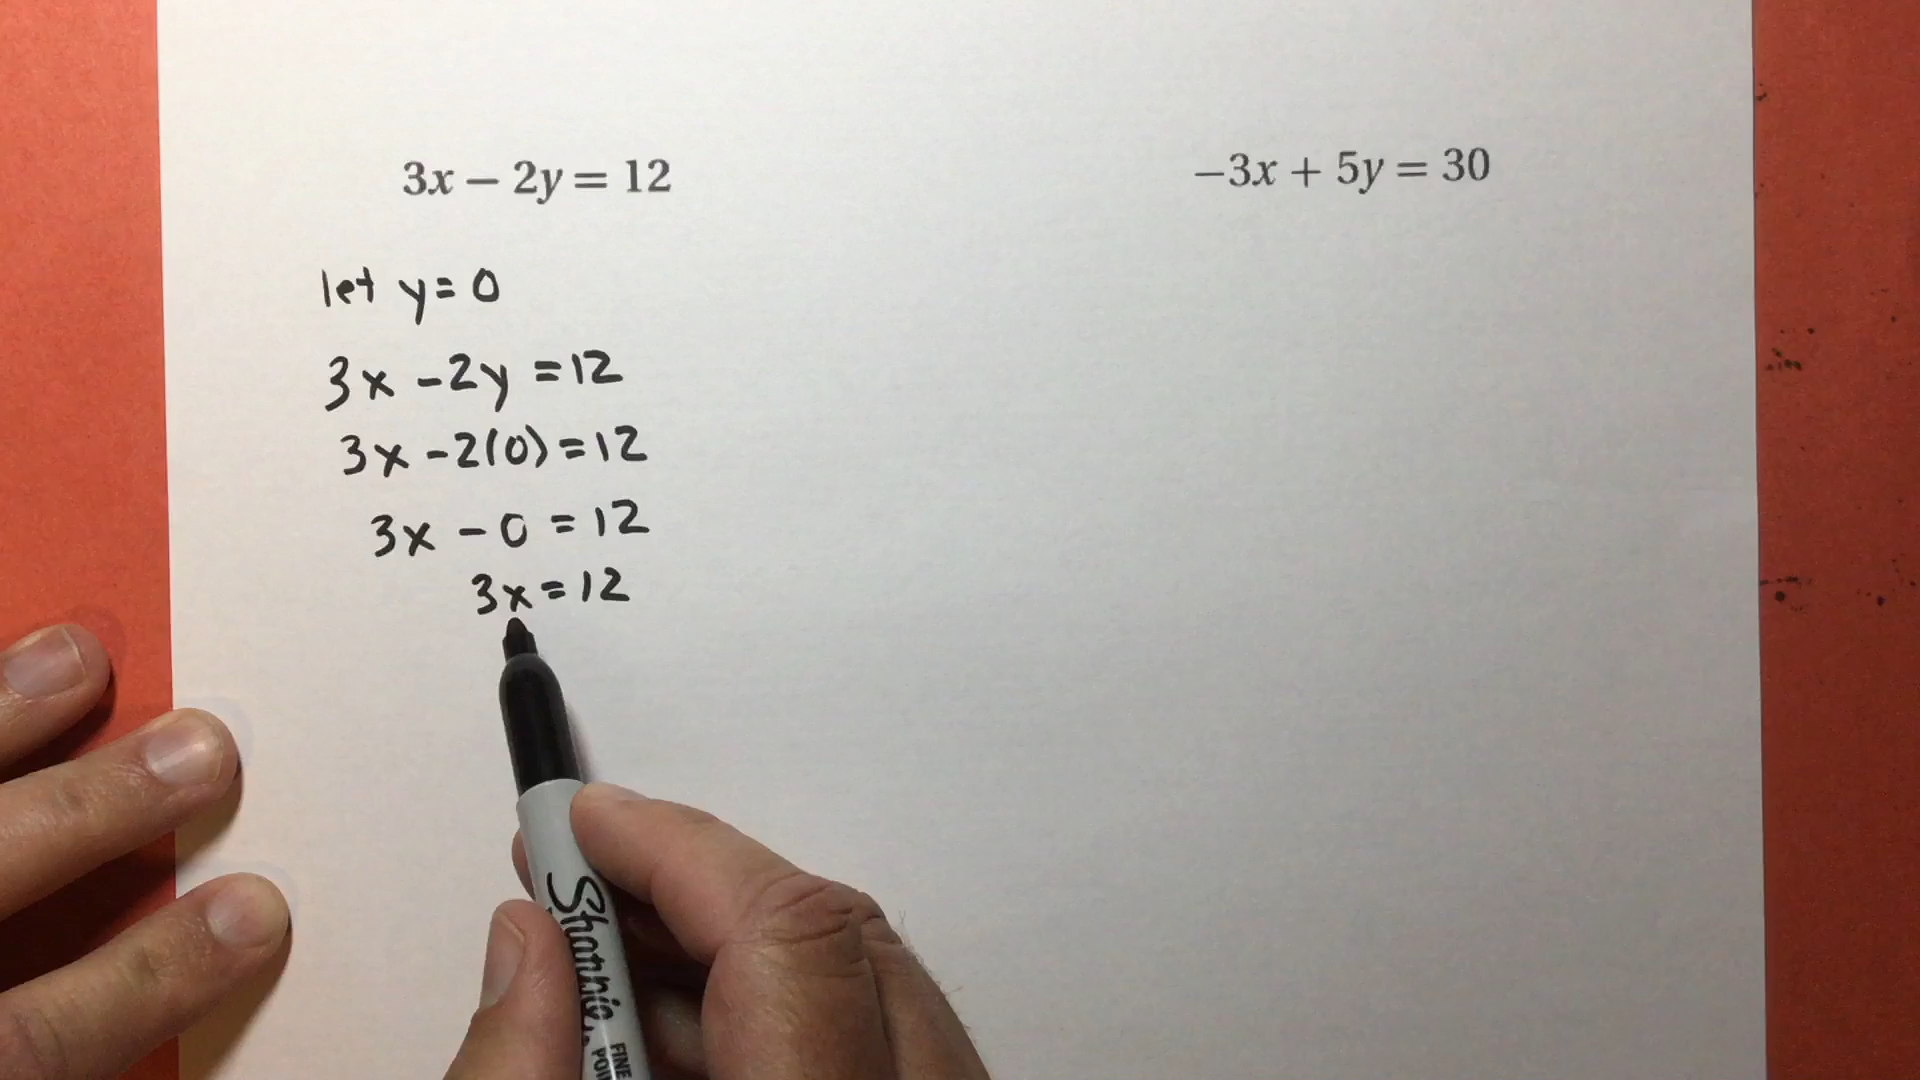 3x – 2y = 12
let y = 0
3x - 2y = 12
3x - 2(0) = 12
3x - 0 = 12
3x = 12
−3x + 5y = 30
Sharpie.
FINE